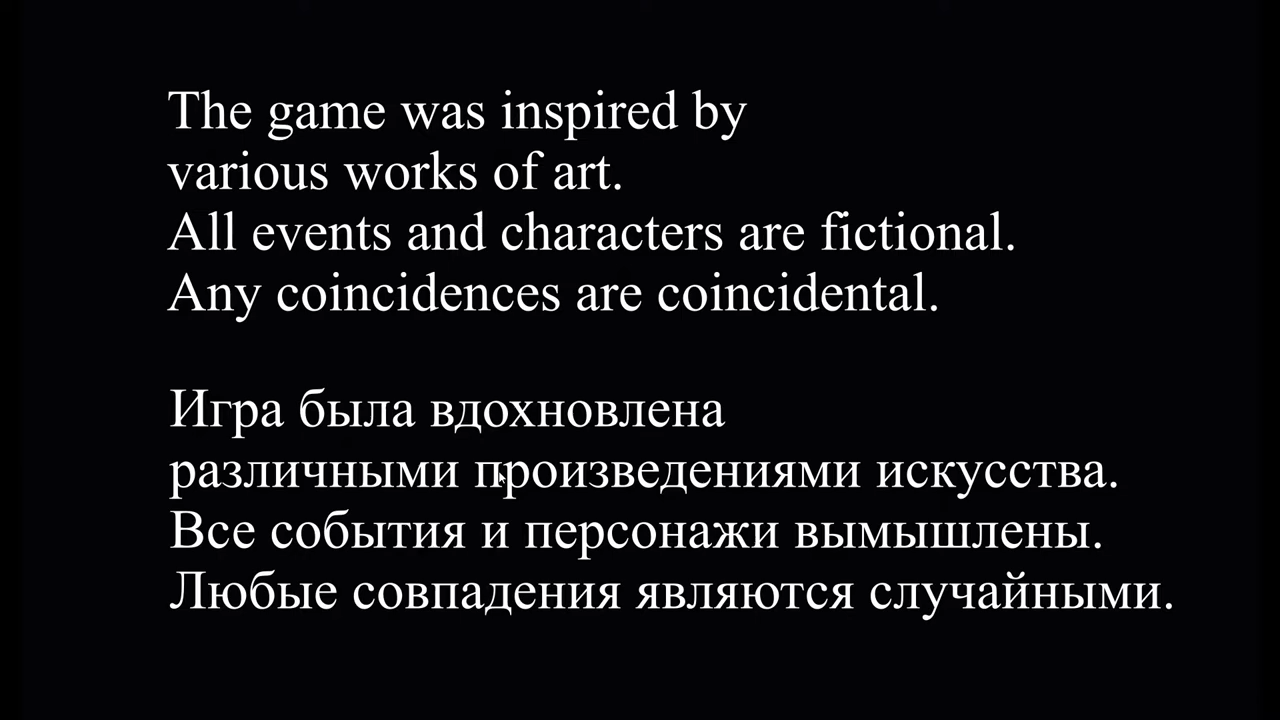 The game was inspired by
various works of art.
All events and characters are fictional.
Any coincidences are coincidental.
Игра была вдохновлена
различными произведениями искусства.
Все события и персонажи вымышлены.
Любые совпадения являются случайными.